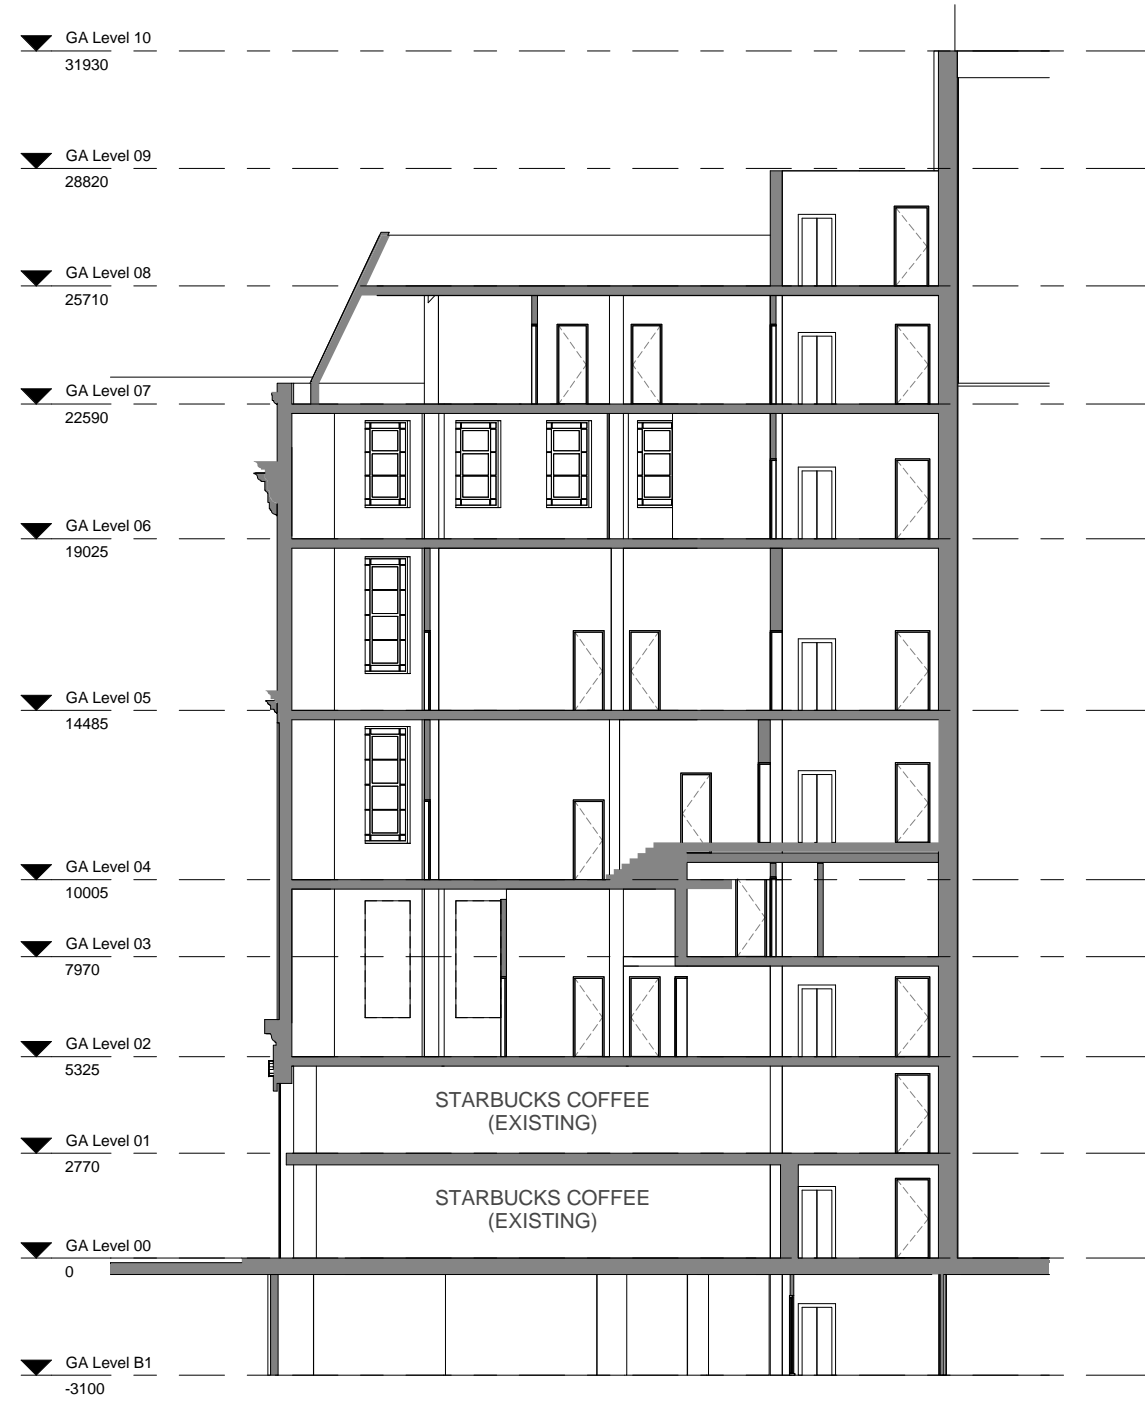 GA Level 10
31930
GA Level 09
28820
GA Level 08
25710
GA Level 07
22590
GA Level 06
19025
GA Level 05
14485
GA Level 04
10005
GA Level 03
7970
GA Level 02
5325
STARBUCKS COFFEE
(EXISTING)
GA Level 01
2770
STARBUCKS COFFEE
(EXISTING)
GA Level 00
0
GA Level B1
-3100